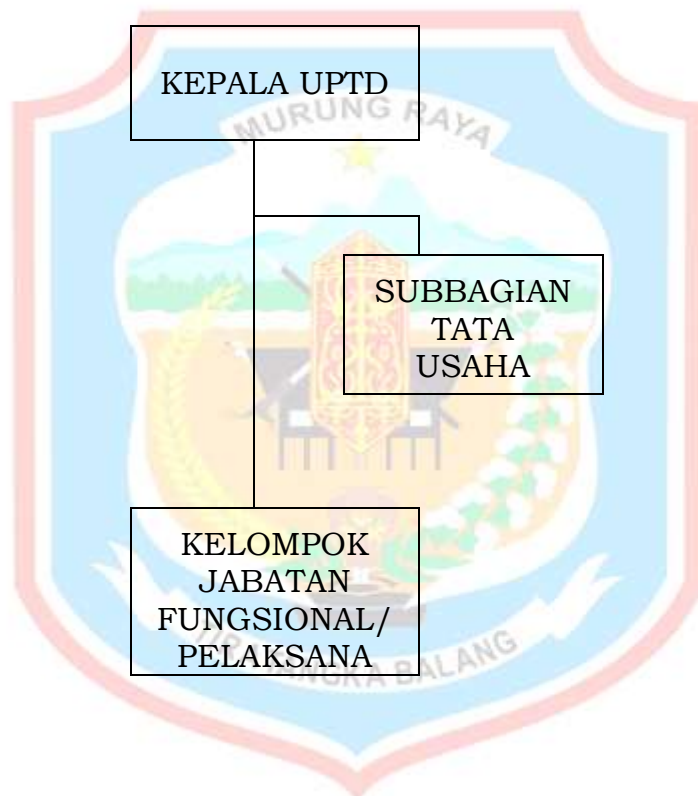 KEPALA UPTD
MURUNG RAYA
SUBBAGIAN
TATA
USAHA
KELOMPOK
JABATAN
FUNGSIONAL/
PELAKSANA
BALANG